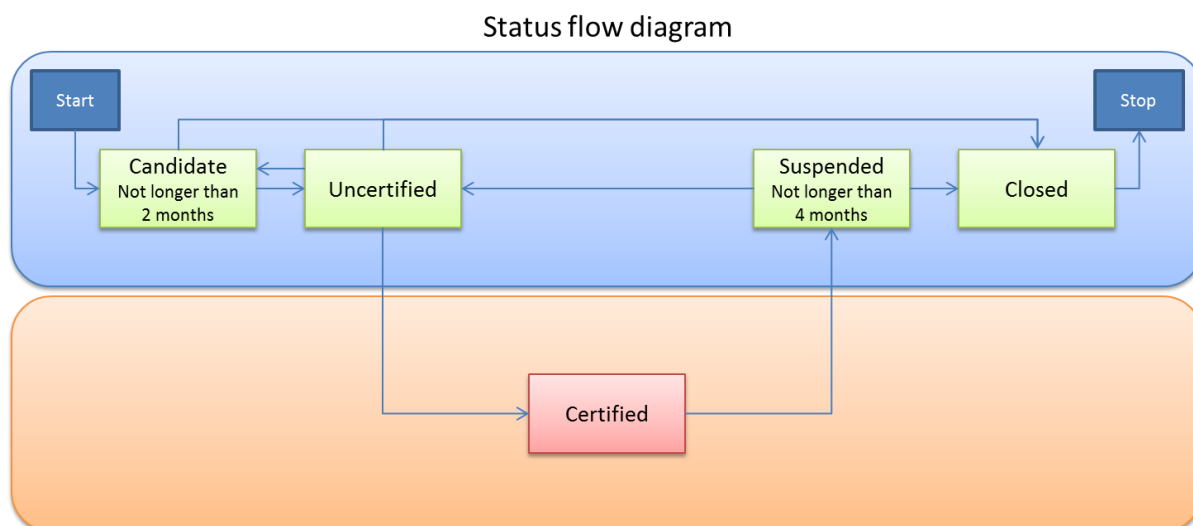 Status flow diagram
Start
Stop
Candidate
Not longer than
2 months
Uncertified
Suspended
Not longer than
4 months
Closed
Certified